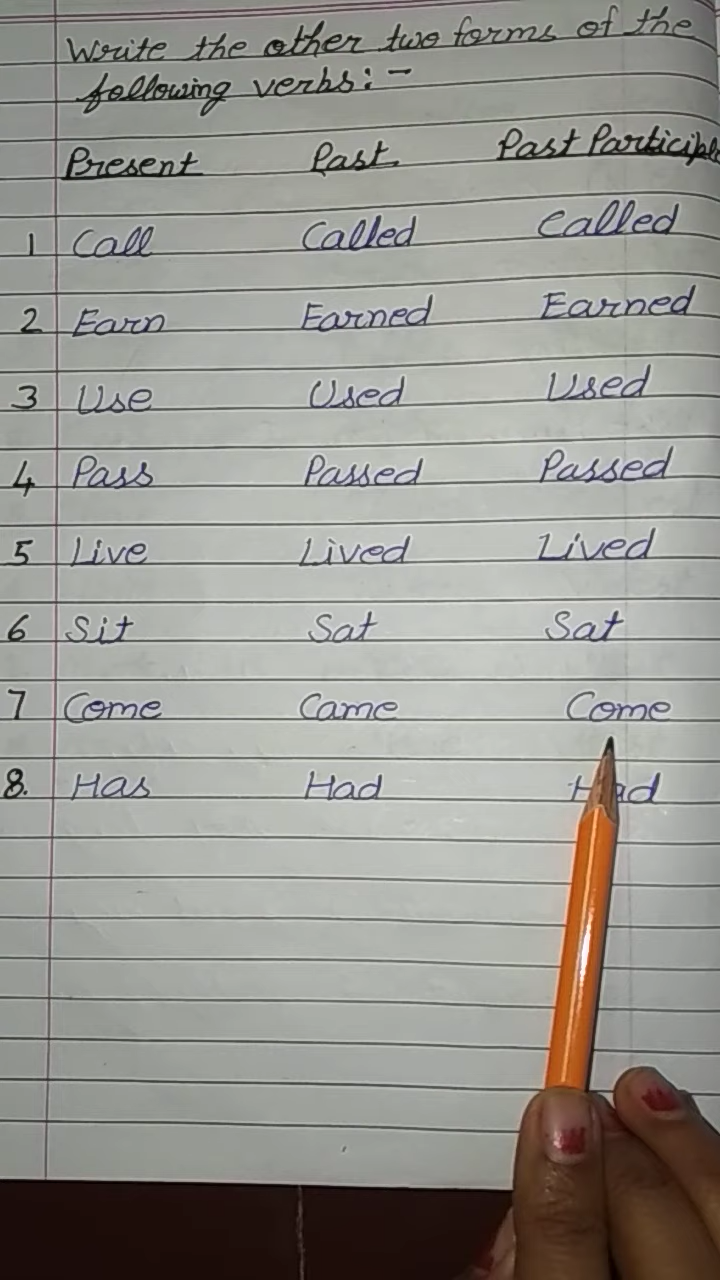 Write the other two forms of the
following verbs:-
Present Past Past Participle
1 Call Called Called
2 Earn Earned Earned
3 Use Used Used
4 Pass Passed Passed
5 Live Lived Lived
6 Sit Sat Sat
7 Come Came Come
8. Has Had Had